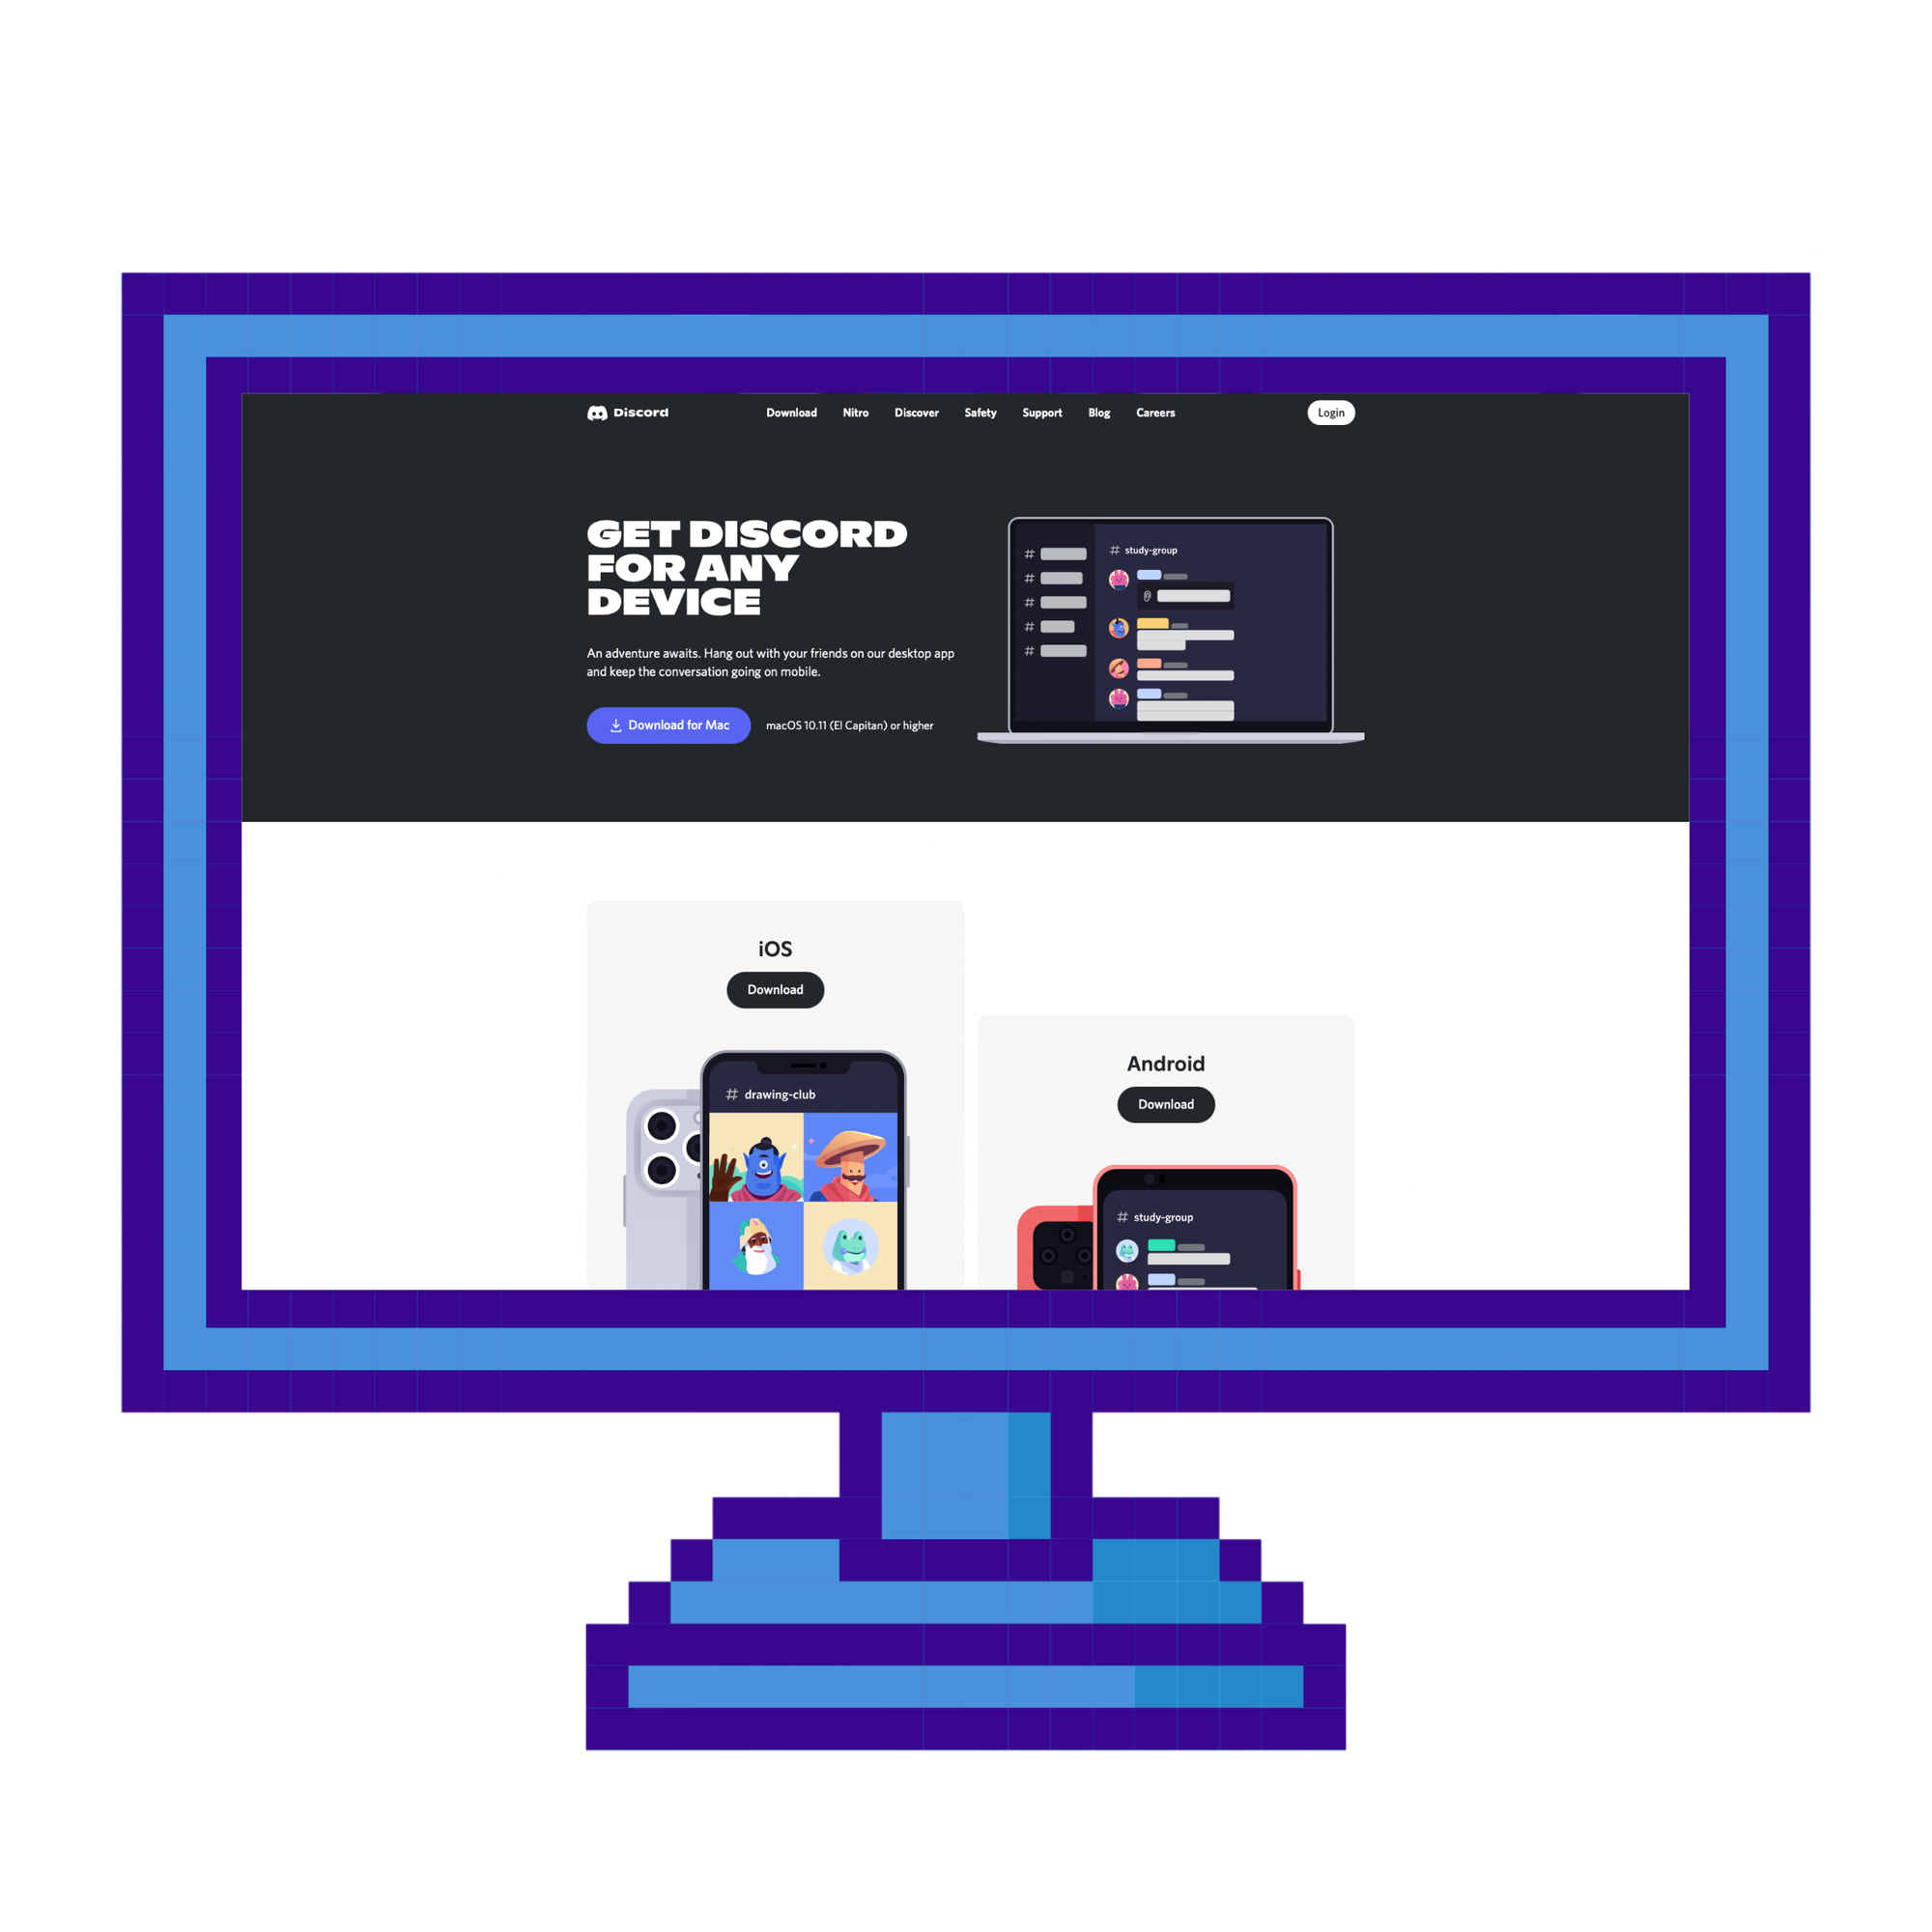 Discord
Download Nitro Discover Safety Support Blog Careers
Login
GET DISCORD
FOR ANY
DEVICE
An adventure awaits. Hang out with your friends on our desktop app
and keep the conversation going on mobile.
Download for Mac
macOS 10.11 (El Capitan) or higher
# study-group
#
#
#
#
#
iOS
Download
# drawing-club
Android
Download
# study-group